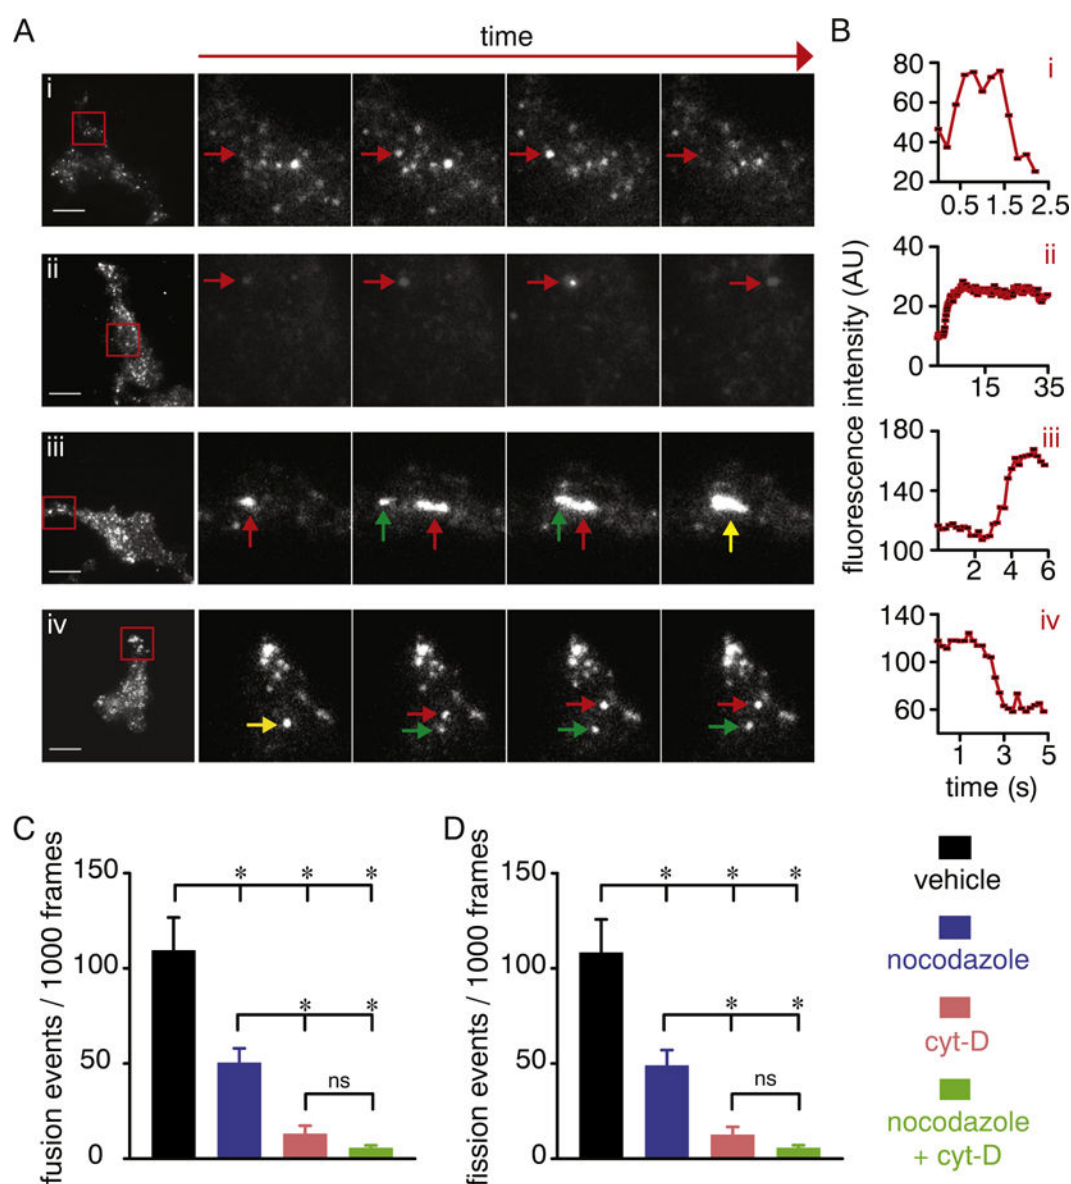 A
time
B
i
ii
iii
iv
fluorescence intensity (AU)
80
60
40
20
i
0.5 1.5 2.5
40
20
0
ii
15 35
180
140
100
iii
2 4 6
140
100
60
iv
1 3 5
time (s)
C
fusion events / 1000 frames
150
100
50
0
* * *
* *
ns
D
fission events / 1000 frames
150
100
50
0
* * *
* *
ns
vehicle
nocodazole
cyt-D
nocodazole
+ cyt-D